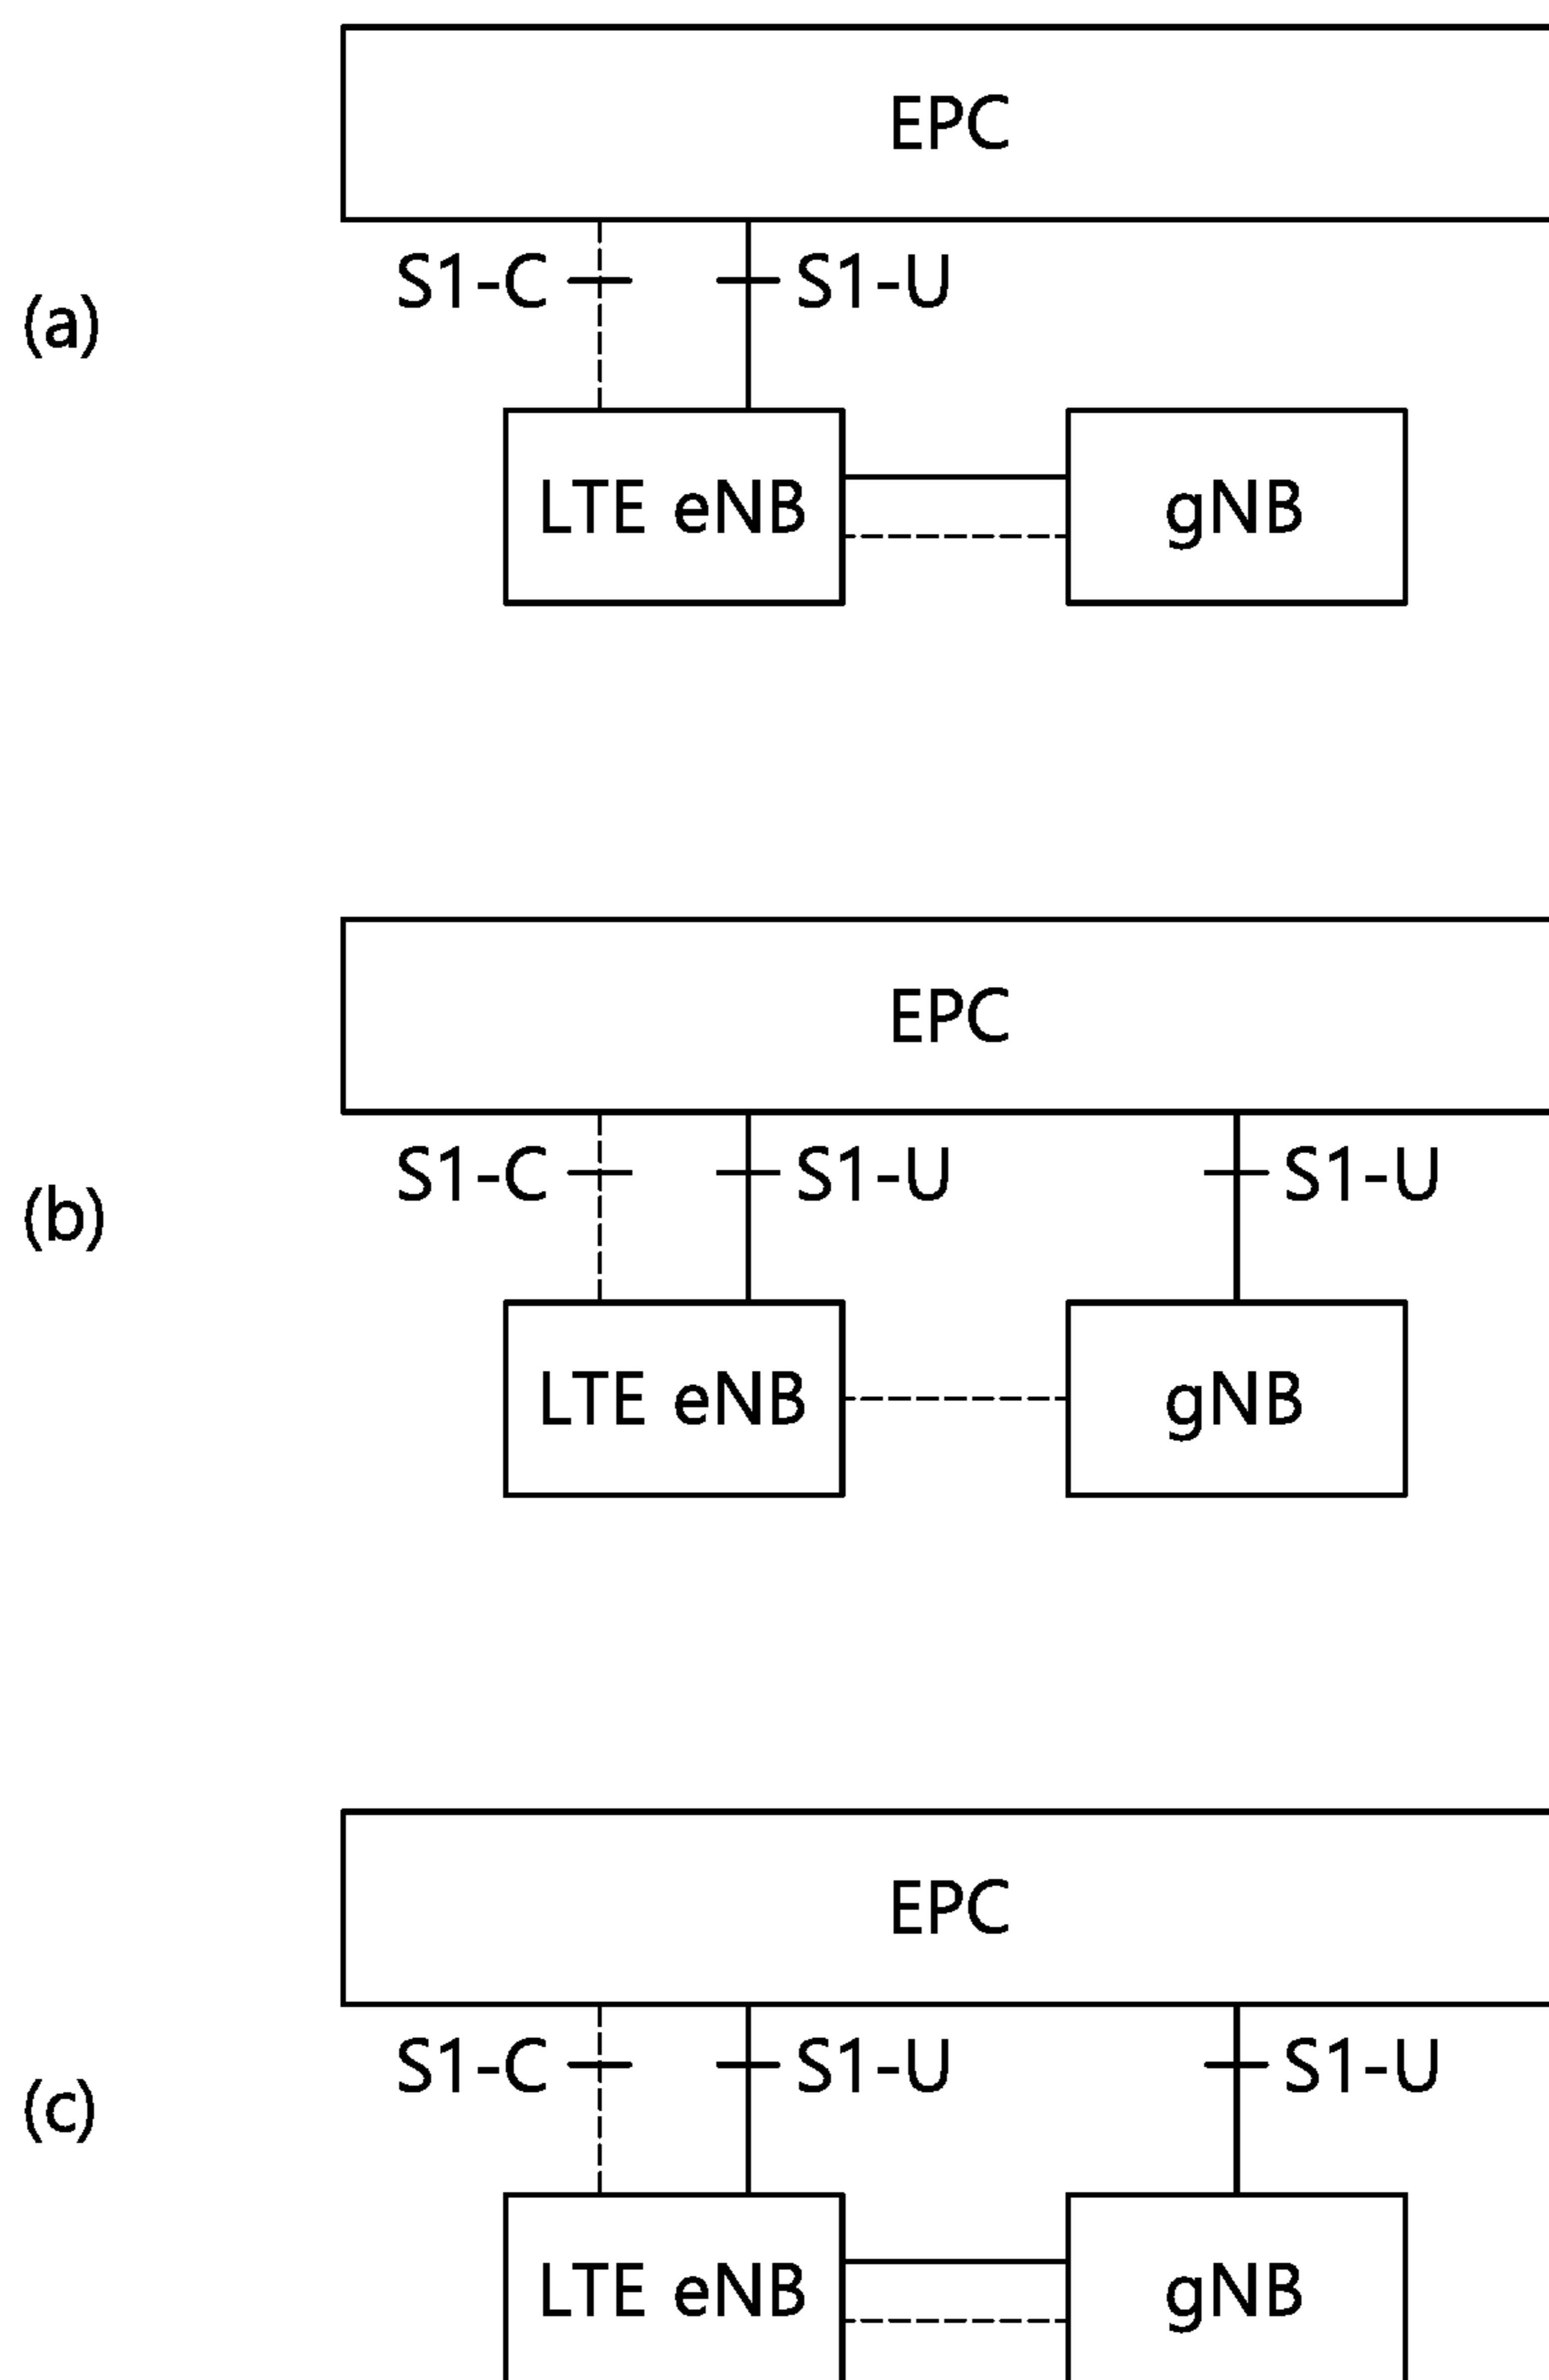 EPC
S1-C S1-U
(a)
LTE eNB gNB
EPC
S1-C S1-U S1-U
(b)
LTE eNB gNB
EPC
S1-C S1-U S1-U
(c)
LTE eNB gNB